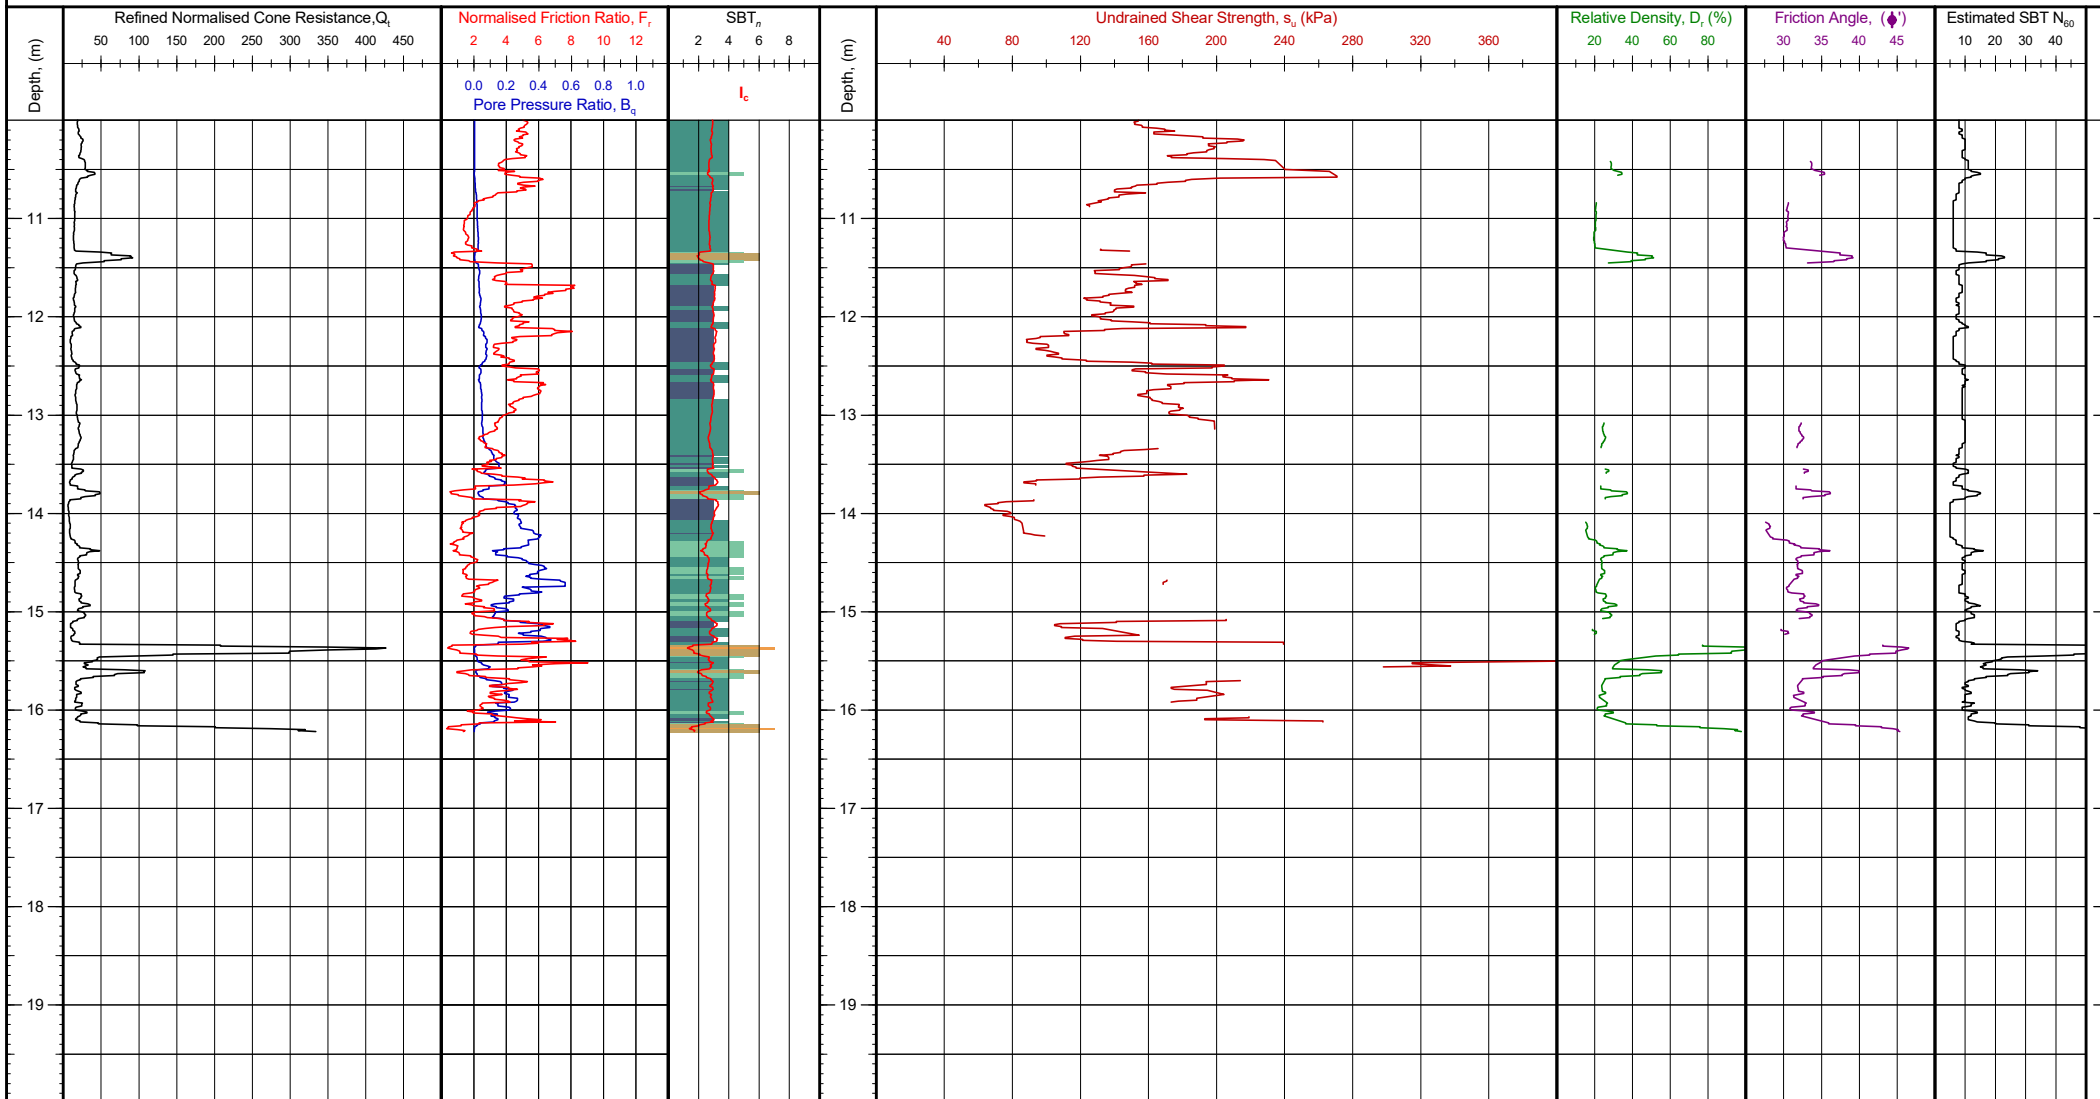 Refined Normalised Cone Resistance,Qt
50 100 150 200 250 300 350 400 450
Normalised Friction Ratio, Fr
2 4 6 8 10 12
0.0 0.2 0.4 0.6 0.8 1.0
Pore Pressure Ratio, Bq
SBTn
2 4 6 8
Ic
Undrained Shear Strength, su (kPa)
40 80 120 160 200 240 280 320 360
Relative Density, Dr (%)
20 40 60 80
Friction Angle, (ϕ')
30 35 40 45
Estimated SBT N60
10 20 30 40
Depth, (m)
11
12
13
14
15
16
17
18
19
Depth, (m)
11
12
13
14
15
16
17
18
19